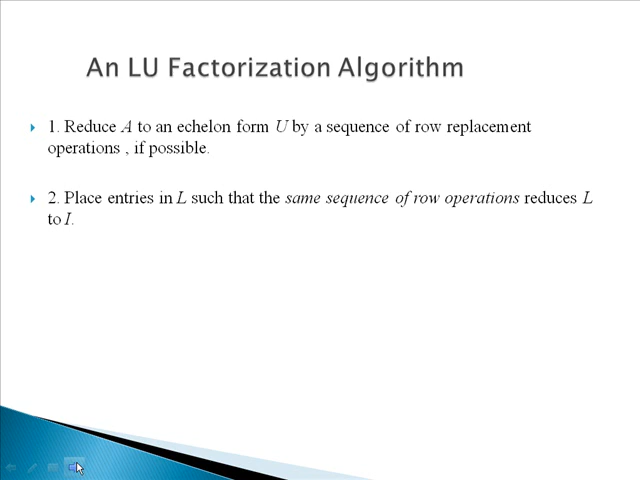 An LU Factorization Algorithm
1. Reduce A to an echelon form U by a sequence of row replacement
operations , if possible.
2. Place entries in L such that the same sequence of row operations reduces L
to I.